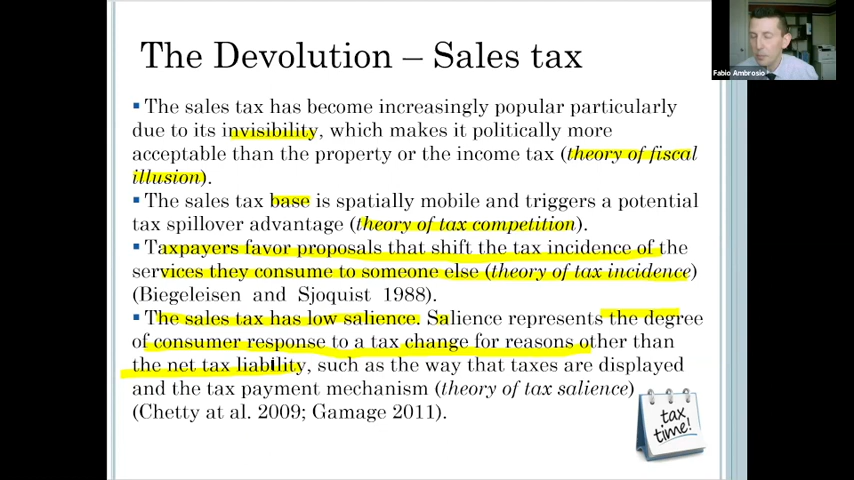 The Devolution – Sales tax
Fabio Ambrosio
▪ The sales tax has become increasingly popular particularly
due to its invisibility, which makes it politically more
acceptable than the property or the income tax (theory of fiscal
illusion).
▪ The sales tax base is spatially mobile and triggers a potential
tax spillover advantage (theory of tax competition).
▪ Taxpayers favor proposals that shift the tax incidence of the
services they consume to someone else (theory of tax incidence)
(Biegeleisen and Sjoquist 1988).
▪ The sales tax has low salience. Salience represents the degree
of consumer response to a tax change for reasons other than
the net tax liability, such as the way that taxes are displayed
and the tax payment mechanism (theory of tax salience)
(Chetty at al. 2009; Gamage 2011).
tax
time!